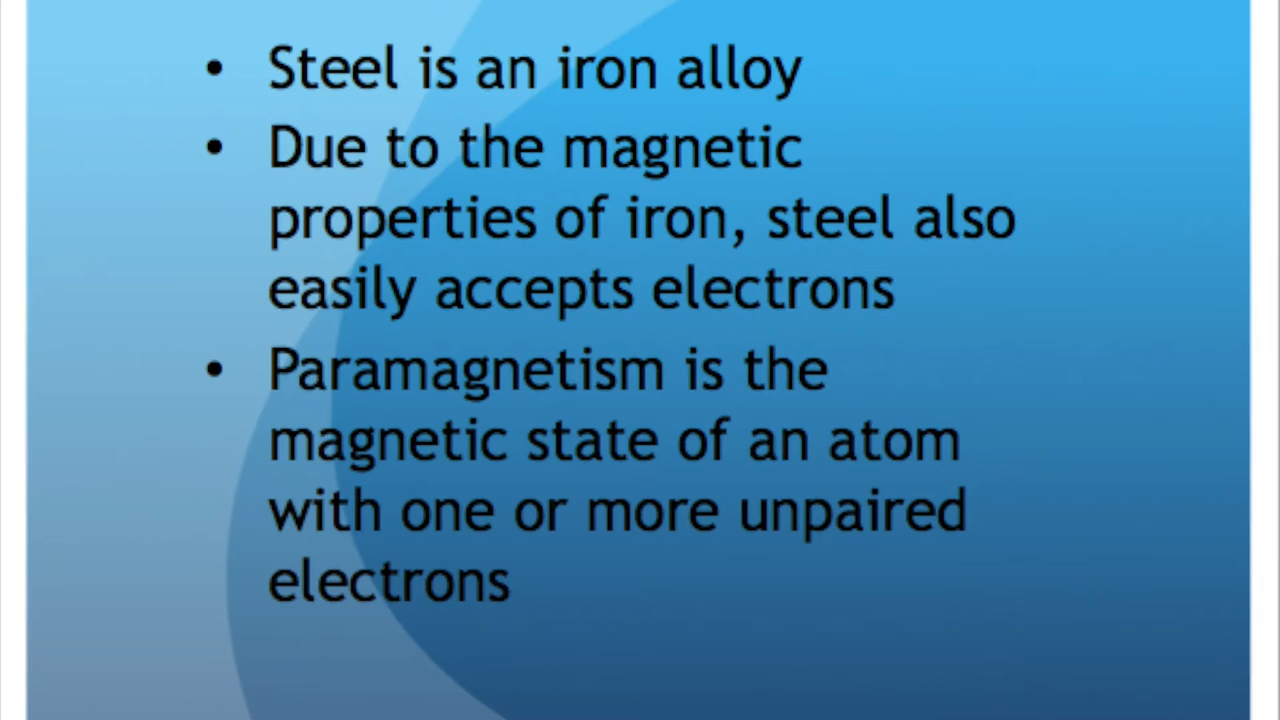 • Steel is an iron alloy
• Due to the magnetic
properties of iron, steel also
easily accepts electrons
• Paramagnetism is the
magnetic state of an atom
with one or more unpaired
electrons